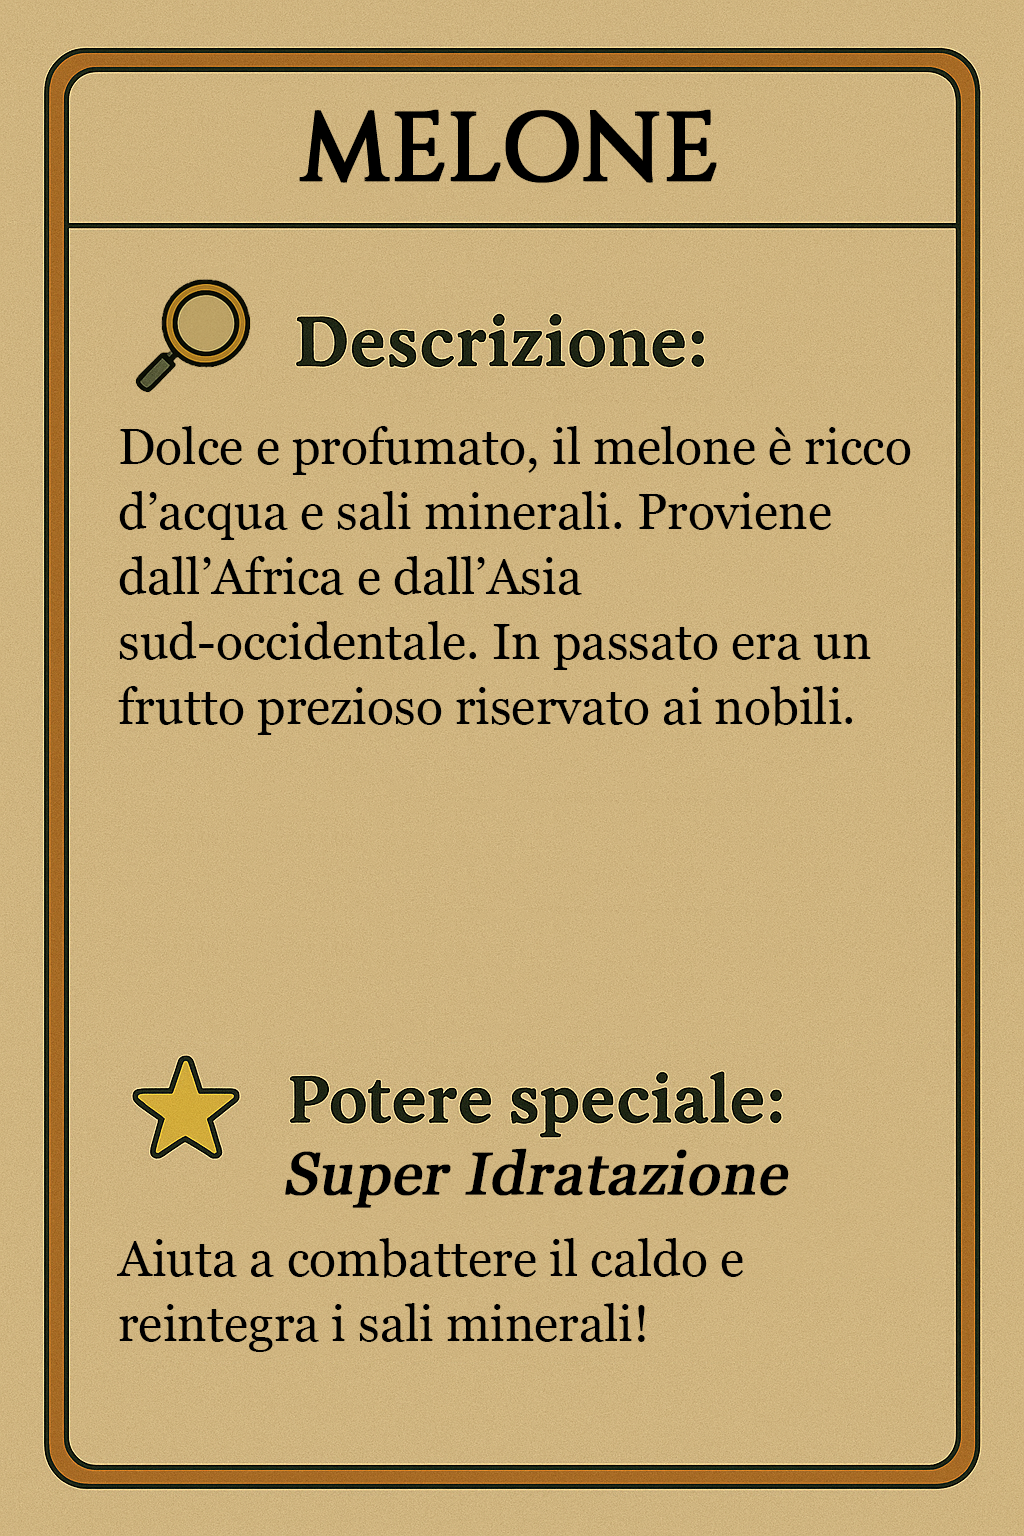 MELONE
Descrizione:
Dolce e profumato, il melone è ricco
d’acqua e sali minerali. Proviene
dall’Africa e dall’Asia
sud-occidentale. In passato era un
frutto prezioso riservato ai nobili.
Potere speciale:
Super Idratazione
Aiuta a combattere il caldo e
reintegra i sali minerali!